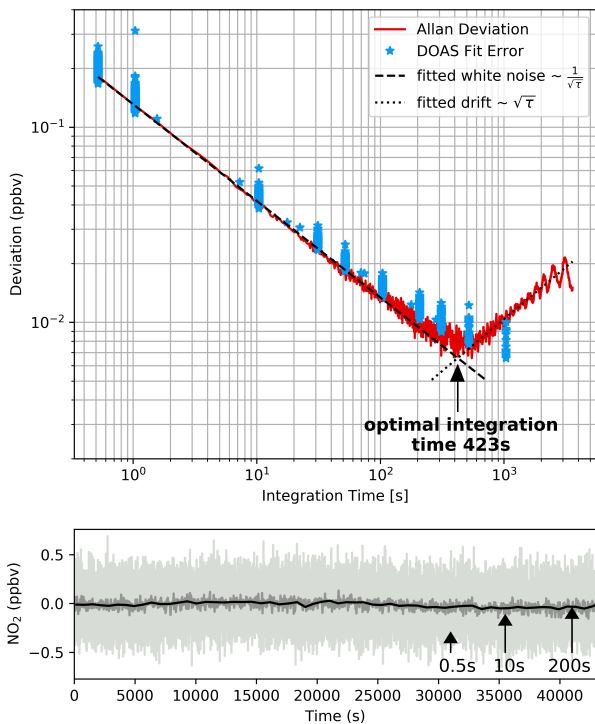 Allan Deviation
DOAS Fit Error
fitted white noise ~ 1/√τ
fitted drift ~ √τ
10⁻¹
10⁻²
Deviation (ppbv)
optimal integration
time 423s
10⁰ 10¹ 10² 10³
Integration Time [s]
0.5
0.0
−0.5
NO₂ (ppbv)
0.5s 10s 200s
0 5000 10000 15000 20000 25000 30000 35000 40000
Time (s)